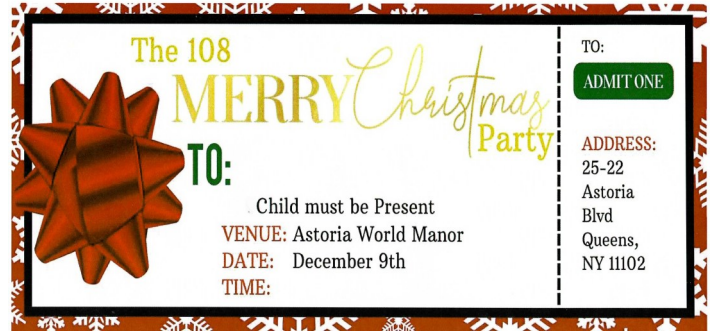 The 108
MERRY Christmas
Party
TO:
Child must be Present
VENUE: Astoria World Manor
DATE: December 9th
TIME:
TO:
ADMIT ONE
ADDRESS:
25-22
Astoria
Blvd
Queens,
NY 11102